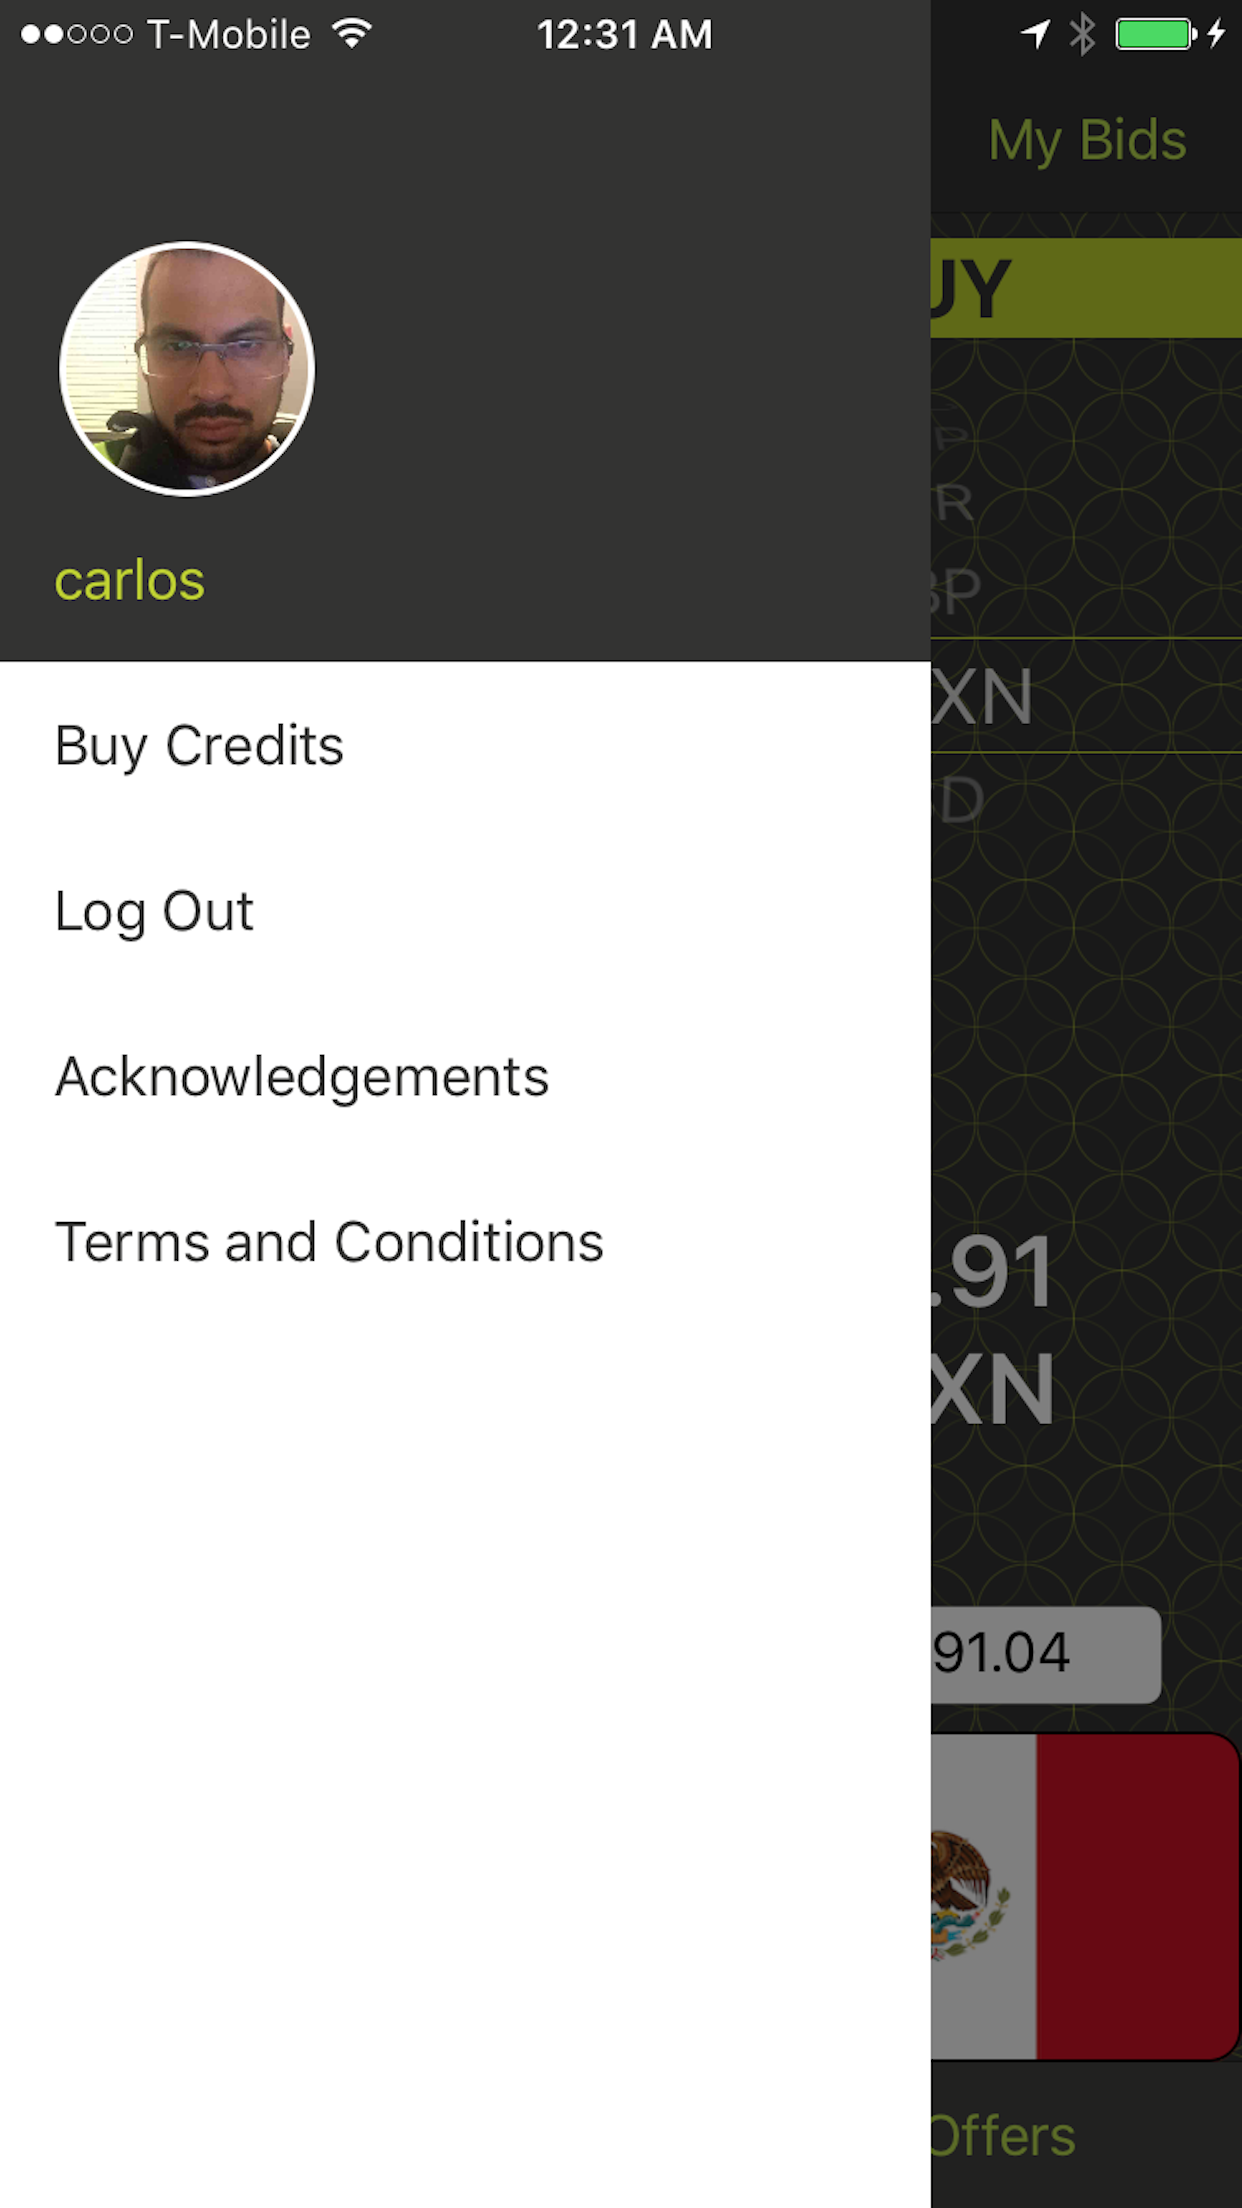 T-Mobile 12:31 AM
My Bids
carlos
Buy Credits
Log Out
Acknowledgements
Terms and Conditions
UY
P
R
BP
XN
D
.91
XN
91.04
Offers